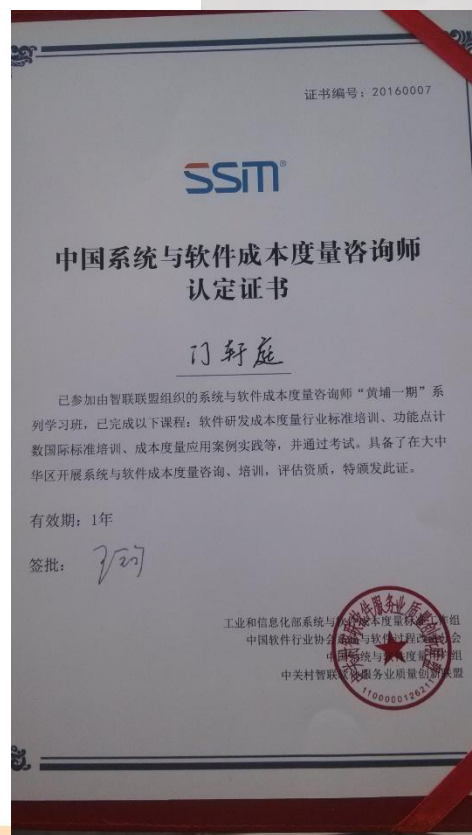 证书编号：20160007
SSM®
中国系统与软件成本度量咨询师
认定证书
门轩庭
已参加由智联联盟组织的系统与软件成本度量咨询师“黄埔一期”系
列学习班，已完成以下课程：软件研发成本度量行业标准培训、功能点计
数国际标准培训、成本度量应用案例实践等，并通过考试。具备了在大中
华区开展系统与软件成本度量咨询、培训，评估资质，特颁发此证。
有效期：1年
签批：
工业和信息化部系统与软件成本度量标准工作组
中国软件行业协会系统与软件过程改进分会
中国系统与软件度量用户组
中关村智联软件服务业质量创新联盟
1100000126211